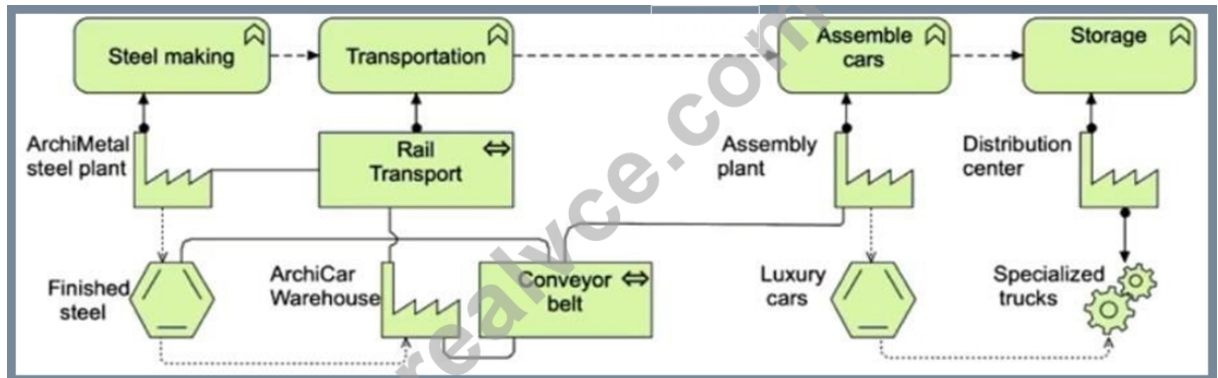 Steel making
Transportation
Assemble
cars
Storage
ArchiMetal
steel plant
Rail
Transport
Assembly
plant
Distribution
center
Finished
steel
ArchiCar
Warehouse
Conveyor
belt
Luxury
cars
Specialized
trucks
realvce.com